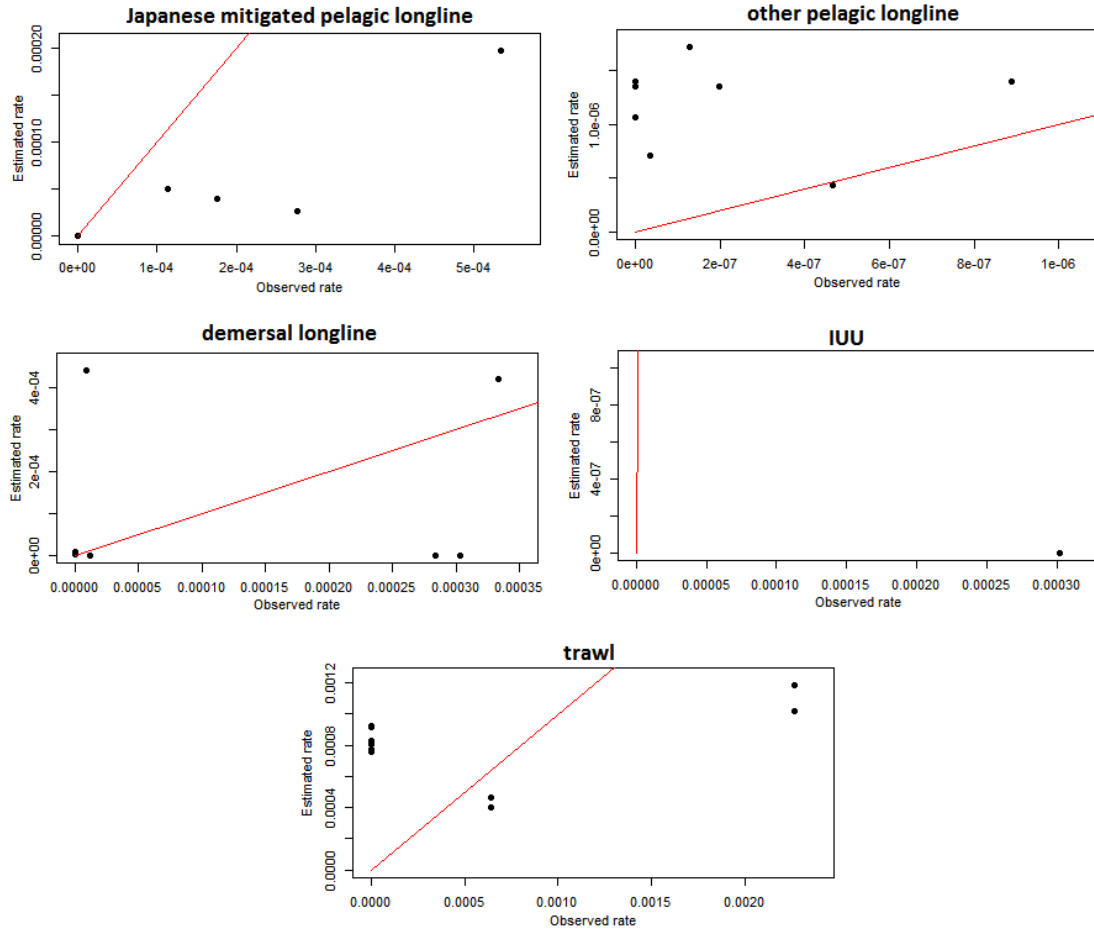 Japanese mitigated pelagic longline
Estimated rate
0.00000 0.00010 0.00020
0e+00 1e-04 2e-04 3e-04 4e-04 5e-04
Observed rate
other pelagic longline
Estimated rate
0.0e+00 1.0e-06
0e+00 2e-07 4e-07 6e-07 8e-07 1e-06
Observed rate
demersal longline
Estimated rate
0e+00 2e-04 4e-04
0.00000 0.00005 0.00010 0.00015 0.00020 0.00025 0.00030 0.00035
Observed rate
IUU
Estimated rate
0e+00 4e-07 8e-07
0.00000 0.00005 0.00010 0.00015 0.00020 0.00025 0.00030
Observed rate
trawl
Estimated rate
0.0000 0.0004 0.0008 0.0012
0.0000 0.0005 0.0010 0.0015 0.0020
Observed rate